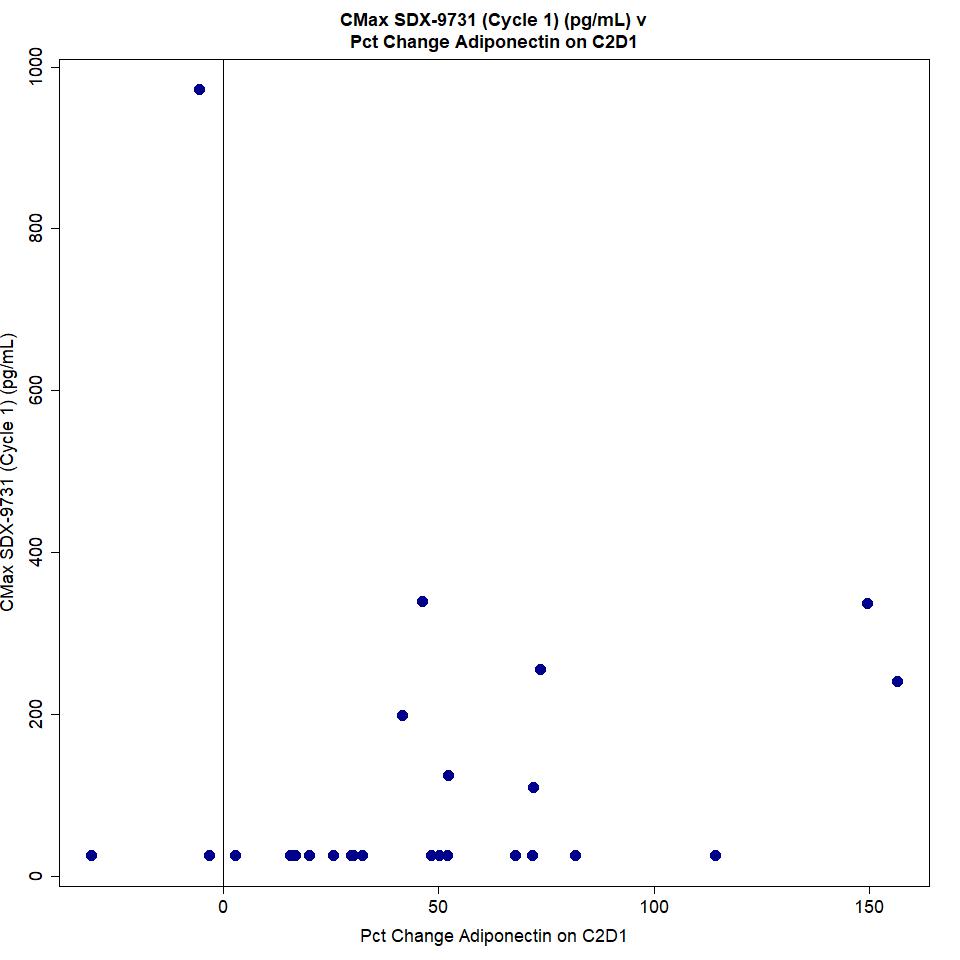 CMax SDX-9731 (Cycle 1) (pg/mL) v
Pct Change Adiponectin on C2D1
CMax SDX-9731 (Cycle 1) (pg/mL)
1000
800
600
400
200
0
0 50 100 150
Pct Change Adiponectin on C2D1